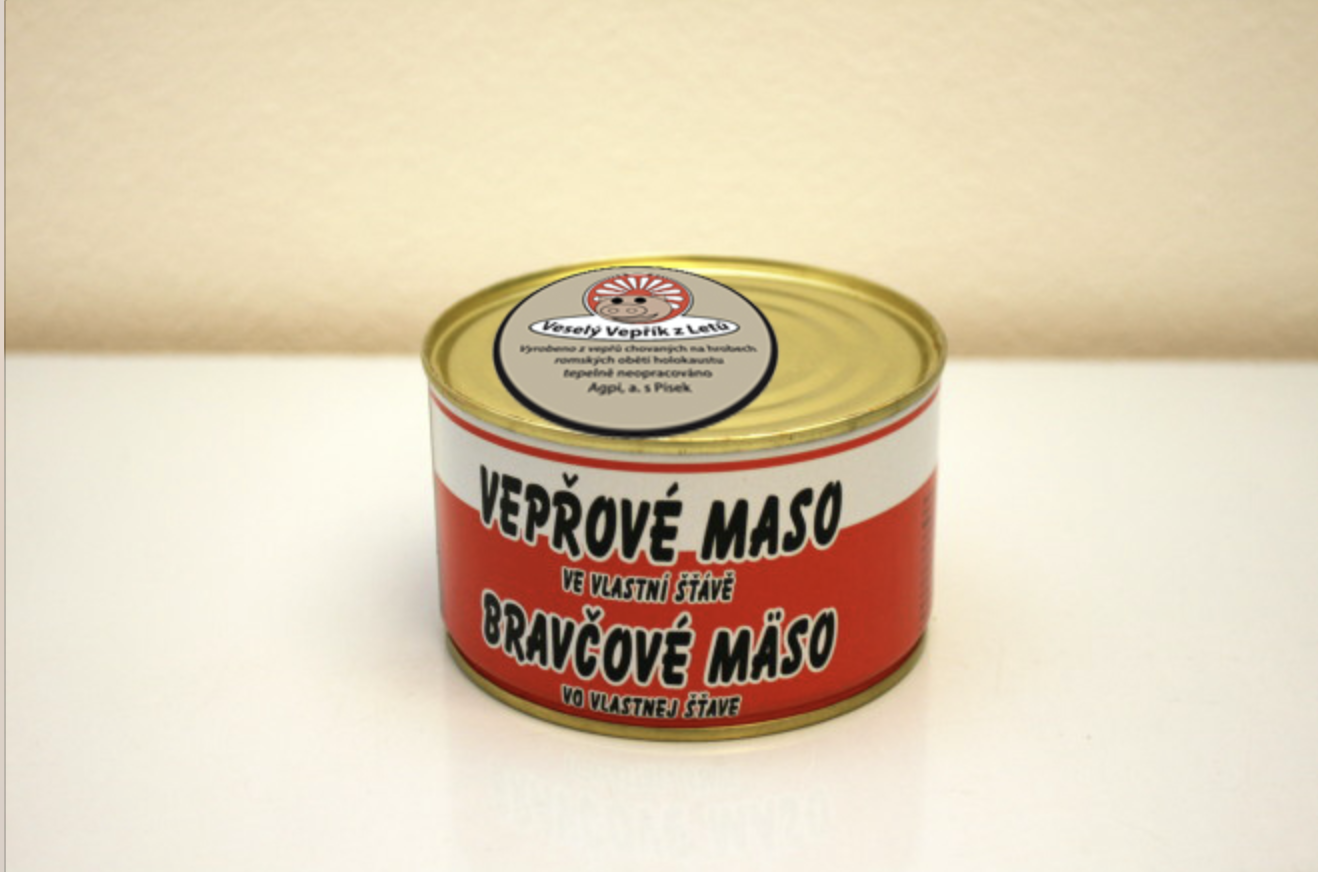 Veselý Vepřík z Letů
Vyrobeno z vepřů chovaných na hrobech
romských obětí holokaustu
tepelně neopracováno
Agpi, a. s Písek
VEPŘOVÉ MASO
VE VLASTNÍ ŠŤÁVĚ
BRAVČOVÉ MÄSO
VO VLASTNEJ ŠŤAVE